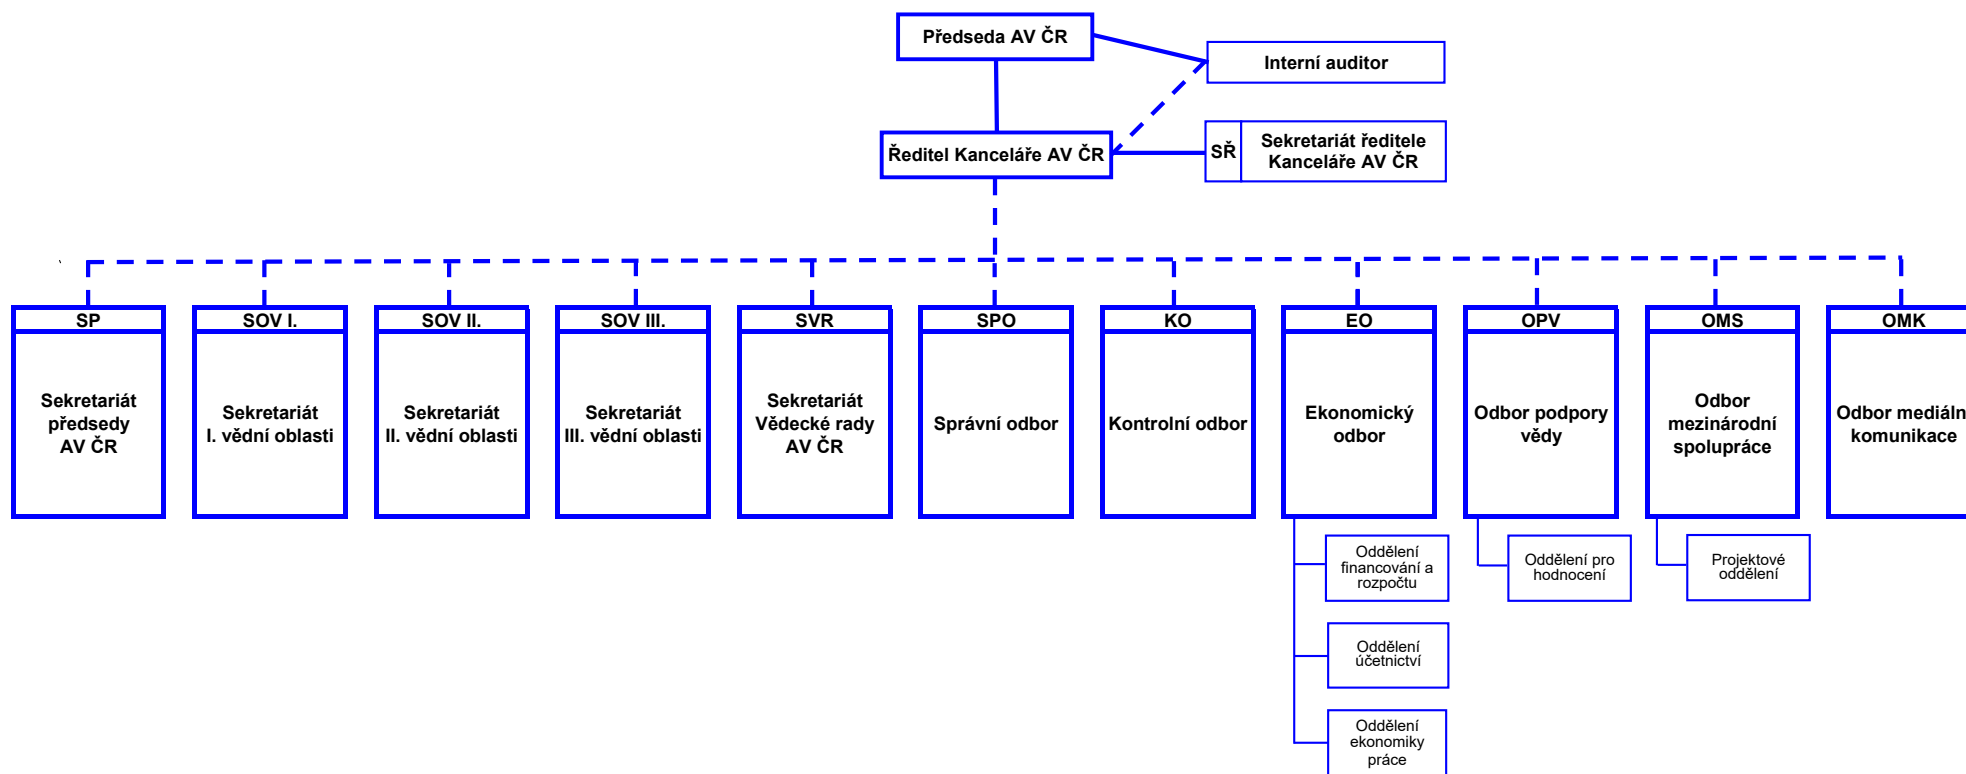 Předseda AV ČR
Interní auditor
Ředitel Kanceláře AV ČR
SŘ
Sekretariát ředitele
Kanceláře AV ČR
SP
Sekretariát
předsedy
AV ČR
SOV I.
Sekretariát
I. vědní oblasti
SOV II.
Sekretariát
II. vědní oblasti
SOV III.
Sekretariát
III. vědní oblasti
SVR
Sekretariát
Vědecké rady
AV ČR
SPO
Správní odbor
KO
Kontrolní odbor
EO
Ekonomický
odbor
OPV
Odbor podpory
vědy
OMS
Odbor
mezinárodní
spolupráce
OMK
Odbor mediáln
komunikace
Oddělení
financování a
rozpočtu
Oddělení
účetnictví
Oddělení
ekonomiky
práce
Oddělení pro
hodnocení
Projektové
oddělení